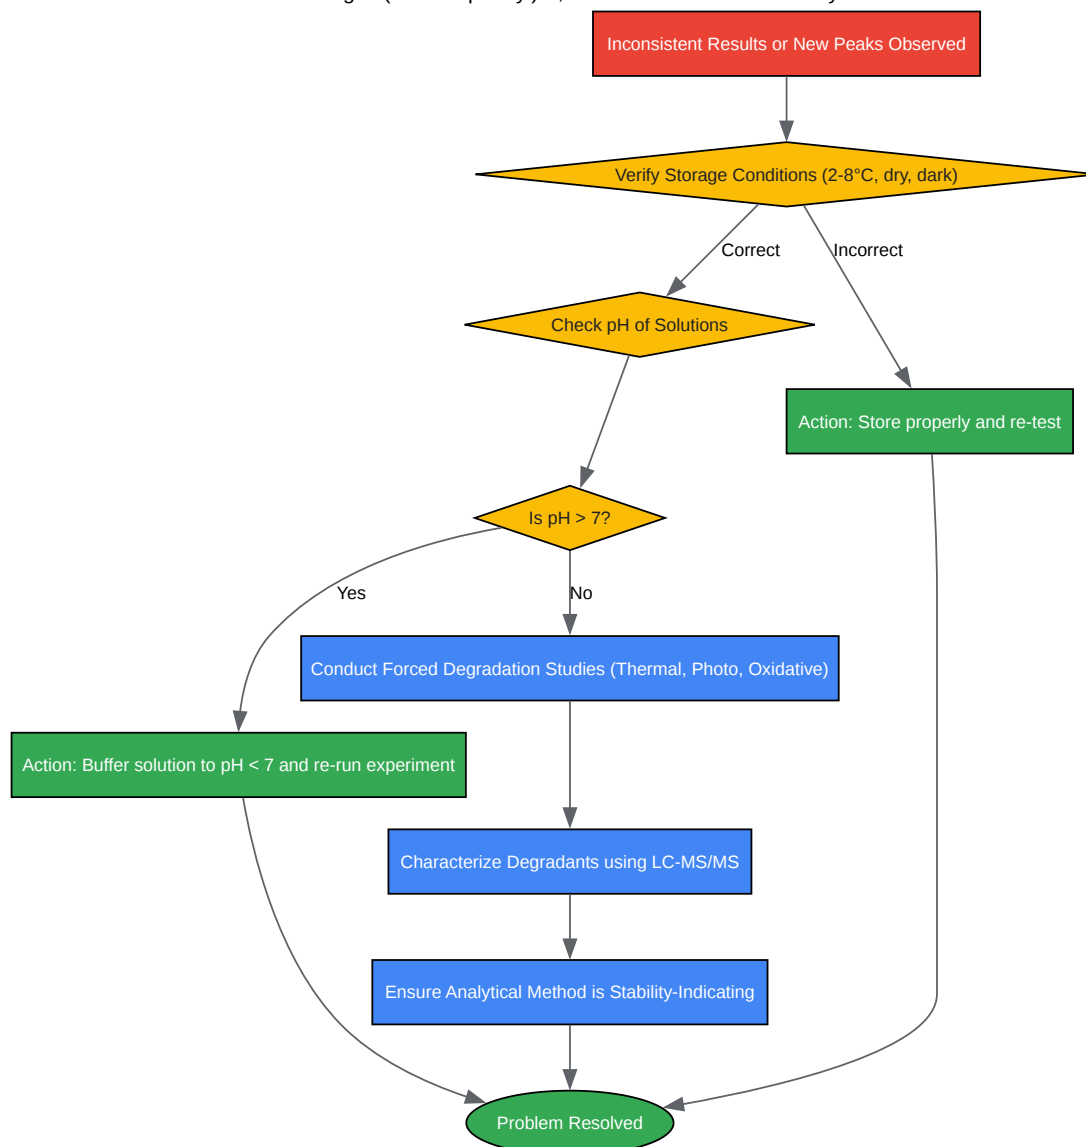 Inconsistent Results or New Peaks Observed
Verify Storage Conditions (2-8°C, dry, dark)
Correct
Incorrect
Check pH of Solutions
Action: Store properly and re-test
Is pH > 7?
Yes
No
Conduct Forced Degradation Studies (Thermal, Photo, Oxidative)
Action: Buffer solution to pH < 7 and re-run experiment
Characterize Degradants using LC-MS/MS
Ensure Analytical Method is Stability-Indicating
Problem Resolved